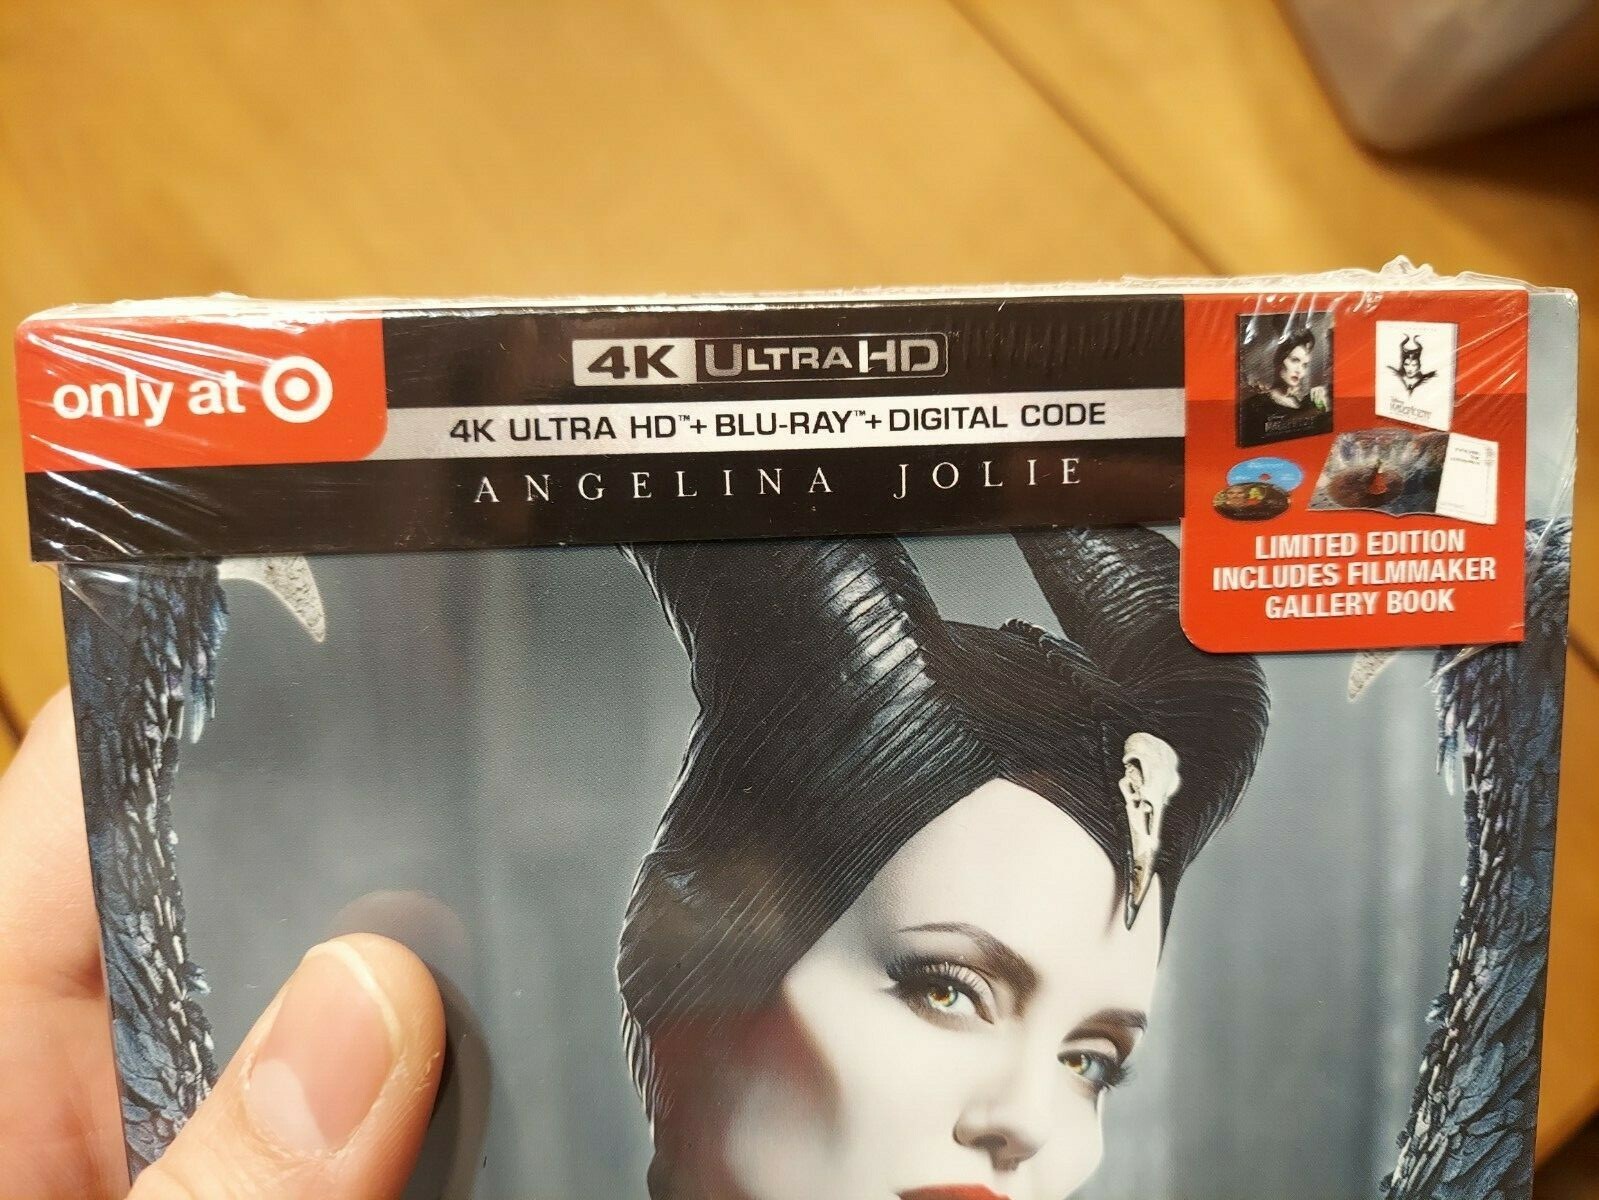 only at
4K ULTRA HD™
4K ULTRA HD™+ BLU-RAY™+ DIGITAL CODE
ANGELINA JOLIE
LIMITED EDITION
INCLUDES FILMMAKER
GALLERY BOOK